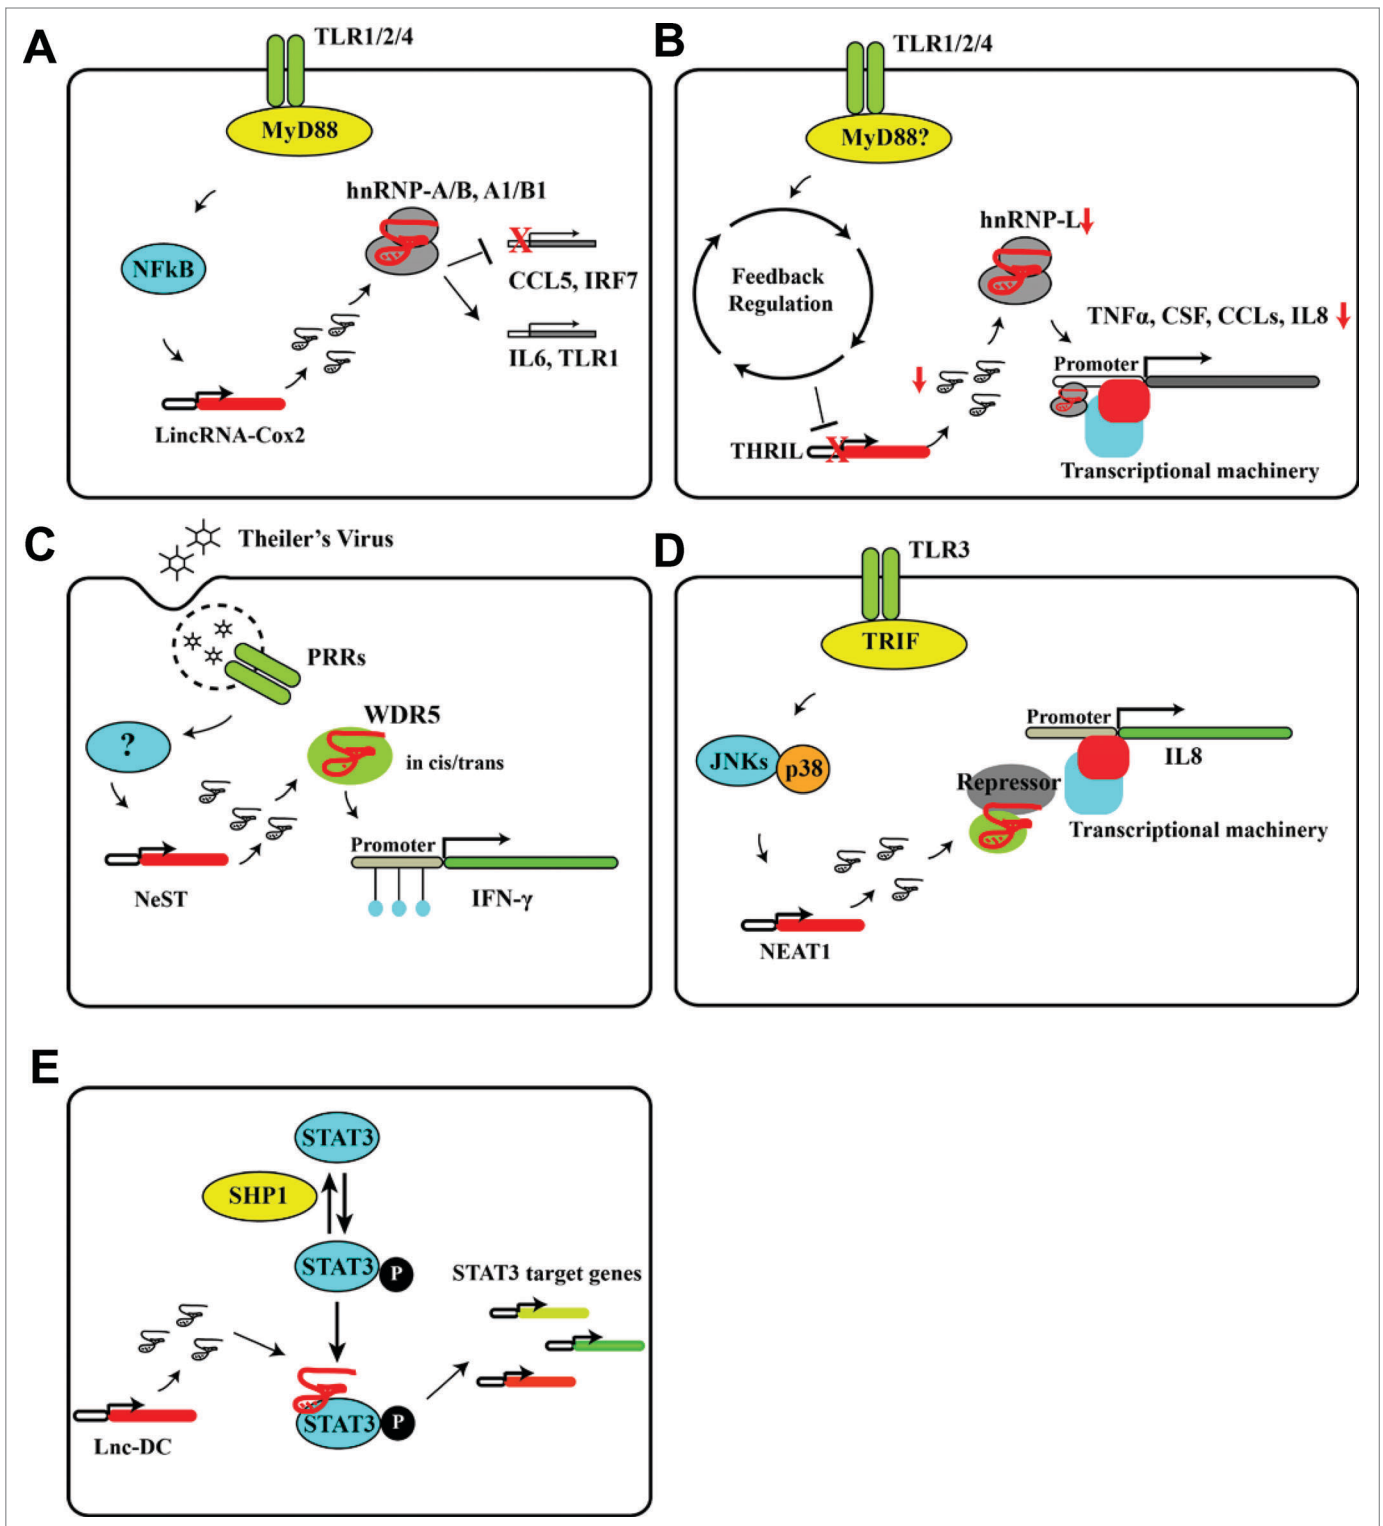 A
TLR1/2/4
MyD88
hnRNP-A/B, A1/B1
NFkB
X
CCL5, IRF7
IL6, TLR1
LincRNA-Cox2
B
TLR1/2/4
MyD88?
hnRNP-L
Feedback
Regulation
TNFα, CSF, CCLs, IL8
Promoter
THRIL
X
Transcriptional machinery
C
Theiler's Virus
PRRs
WDR5
?
in cis/trans
Promoter
NeST
IFN-γ
D
TLR3
TRIF
Promoter
JNKs
p38
IL8
Repressor
Transcriptional machinery
NEAT1
E
STAT3
SHP1
STAT3
P
STAT3 target genes
STAT3
P
Lnc-DC